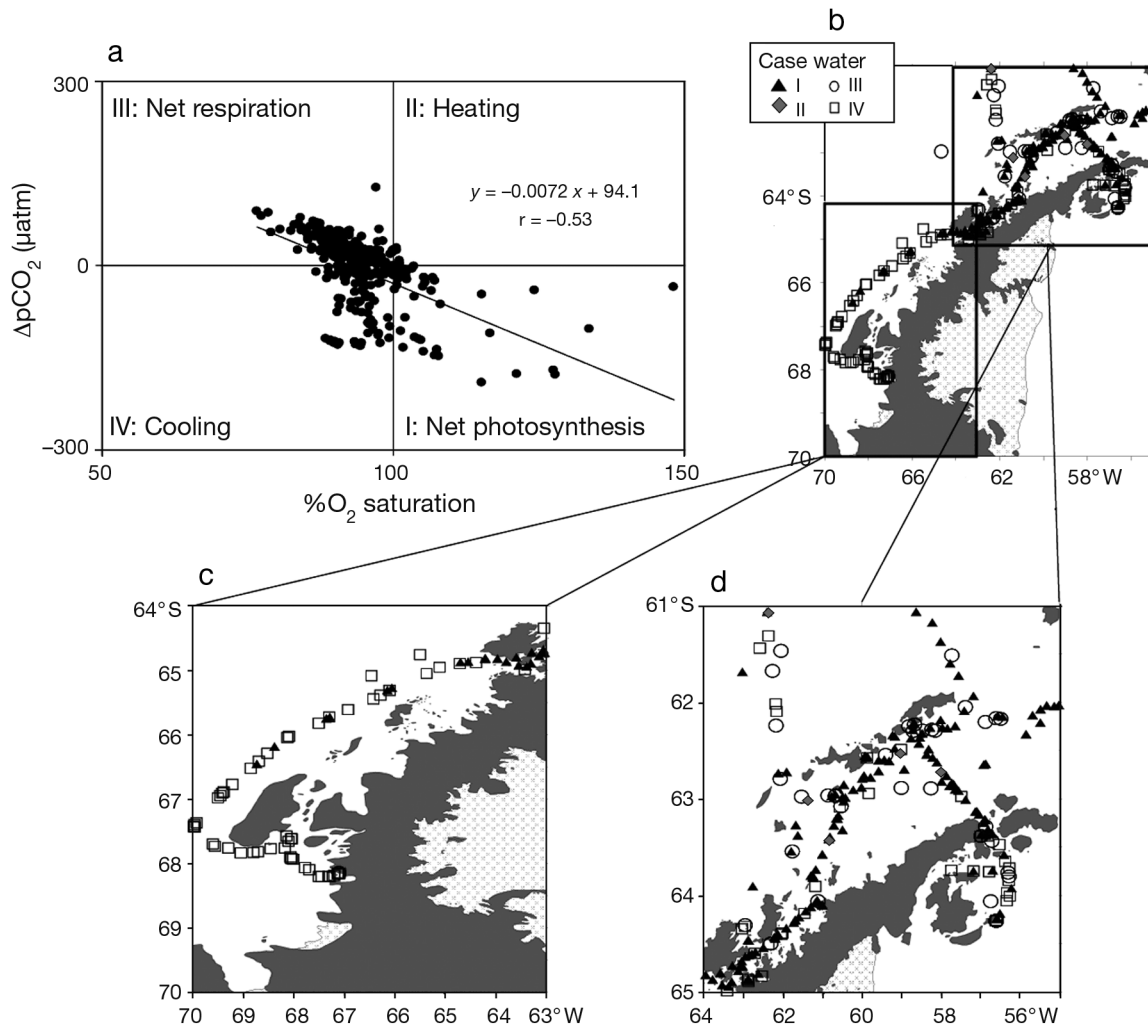 a
300
0
−300
ΔpCO2 (µatm)
III: Net respiration
II: Heating
y = −0.0072 x + 94.1
r = −0.53
IV: Cooling
I: Net photosynthesis
50 100 150
%O2 saturation
b
Case water
I III
II IV
64°S
66
68
70
70 66 62 58°W
c
64°S
65
66
67
68
69
70
70 69 68 67 66 65 64 63°W
d
61°S
62
63
64
65
64 62 60 58 56°W